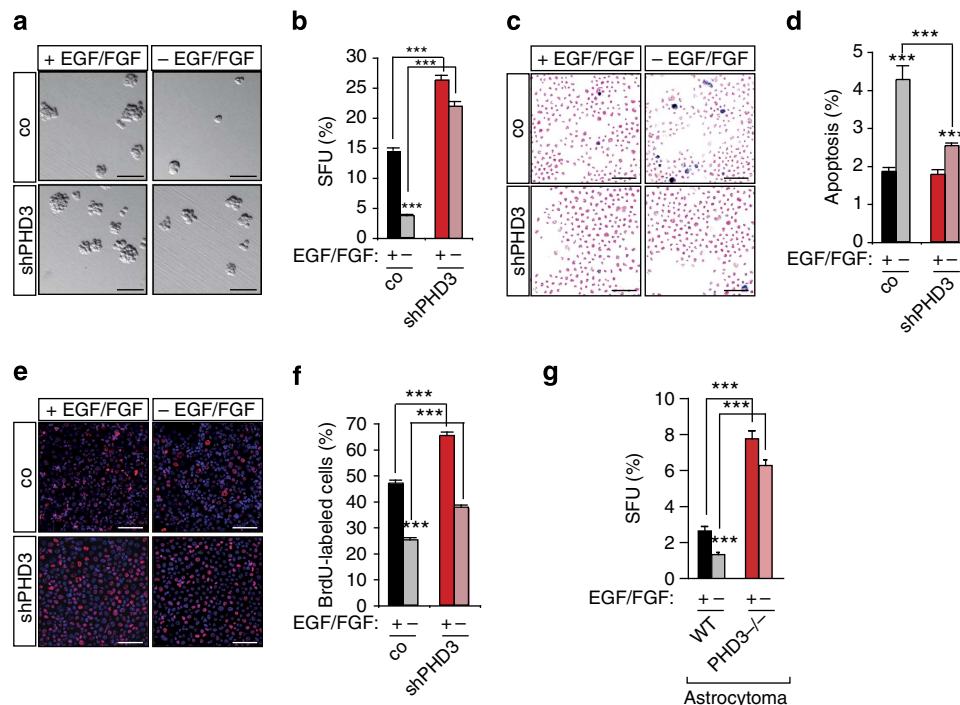 a
+ EGF/FGF
– EGF/FGF
co
shPHD3
b
SFU (%)
30
25
20
15
10
5
0
***
***
***
EGF/FGF:
+ –
+ –
co
shPHD3
c
+ EGF/FGF
– EGF/FGF
co
shPHD3
d
Apoptosis (%)
5
4
3
2
1
0
***
***
***
EGF/FGF:
+ –
+ –
co
shPHD3
e
+ EGF/FGF
– EGF/FGF
co
shPHD3
f
BrdU-labeled cells (%)
70
60
50
40
30
20
10
0
***
***
***
EGF/FGF:
+ –
+ –
co
shPHD3
g
SFU (%)
10
8
6
4
2
0
***
***
***
EGF/FGF:
+ –
+ –
WT
PHD3–/–
Astrocytoma